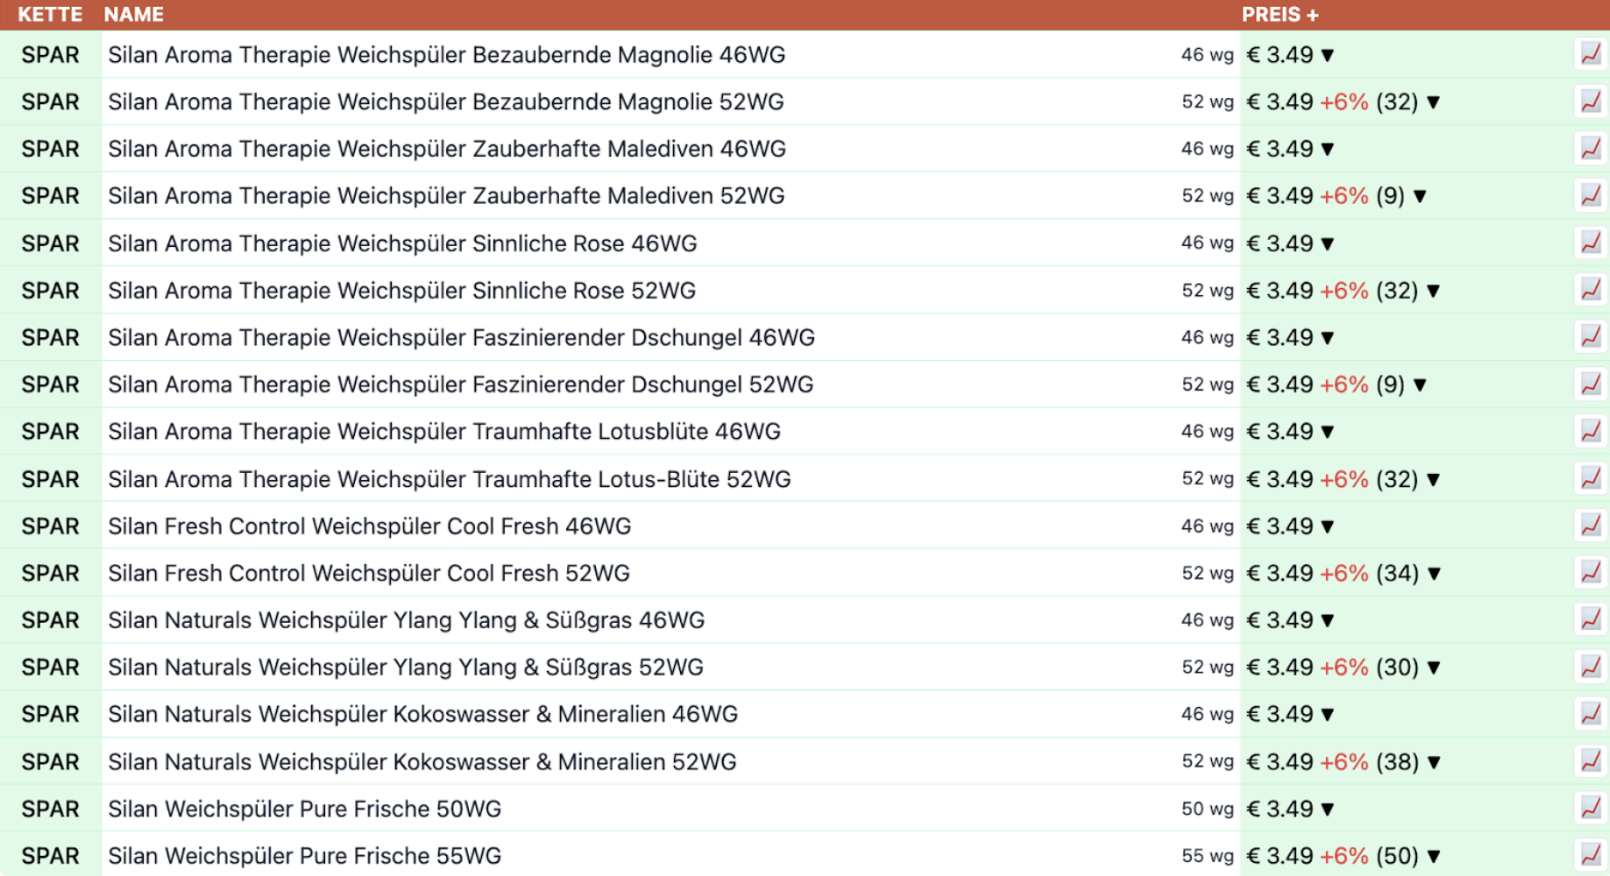 KETTE NAME PREIS +
SPAR Silan Aroma Therapie Weichspüler Bezaubernde Magnolie 46WG 46 wg € 3.49 ▼
SPAR Silan Aroma Therapie Weichspüler Bezaubernde Magnolie 52WG 52 wg € 3.49 +6% (32) ▼
SPAR Silan Aroma Therapie Weichspüler Zauberhafte Malediven 46WG 46 wg € 3.49 ▼
SPAR Silan Aroma Therapie Weichspüler Zauberhafte Malediven 52WG 52 wg € 3.49 +6% (9) ▼
SPAR Silan Aroma Therapie Weichspüler Sinnliche Rose 46WG 46 wg € 3.49 ▼
SPAR Silan Aroma Therapie Weichspüler Sinnliche Rose 52WG 52 wg € 3.49 +6% (32) ▼
SPAR Silan Aroma Therapie Weichspüler Faszinierender Dschungel 46WG 46 wg € 3.49 ▼
SPAR Silan Aroma Therapie Weichspüler Faszinierender Dschungel 52WG 52 wg € 3.49 +6% (9) ▼
SPAR Silan Aroma Therapie Weichspüler Traumhafte Lotusblüte 46WG 46 wg € 3.49 ▼
SPAR Silan Aroma Therapie Weichspüler Traumhafte Lotus-Blüte 52WG 52 wg € 3.49 +6% (32) ▼
SPAR Silan Fresh Control Weichspüler Cool Fresh 46WG 46 wg € 3.49 ▼
SPAR Silan Fresh Control Weichspüler Cool Fresh 52WG 52 wg € 3.49 +6% (34) ▼
SPAR Silan Naturals Weichspüler Ylang Ylang & Süßgras 46WG 46 wg € 3.49 ▼
SPAR Silan Naturals Weichspüler Ylang Ylang & Süßgras 52WG 52 wg € 3.49 +6% (30) ▼
SPAR Silan Naturals Weichspüler Kokoswasser & Mineralien 46WG 46 wg € 3.49 ▼
SPAR Silan Naturals Weichspüler Kokoswasser & Mineralien 52WG 52 wg € 3.49 +6% (38) ▼
SPAR Silan Weichspüler Pure Frische 50WG 50 wg € 3.49 ▼
SPAR Silan Weichspüler Pure Frische 55WG 55 wg € 3.49 +6% (50) ▼